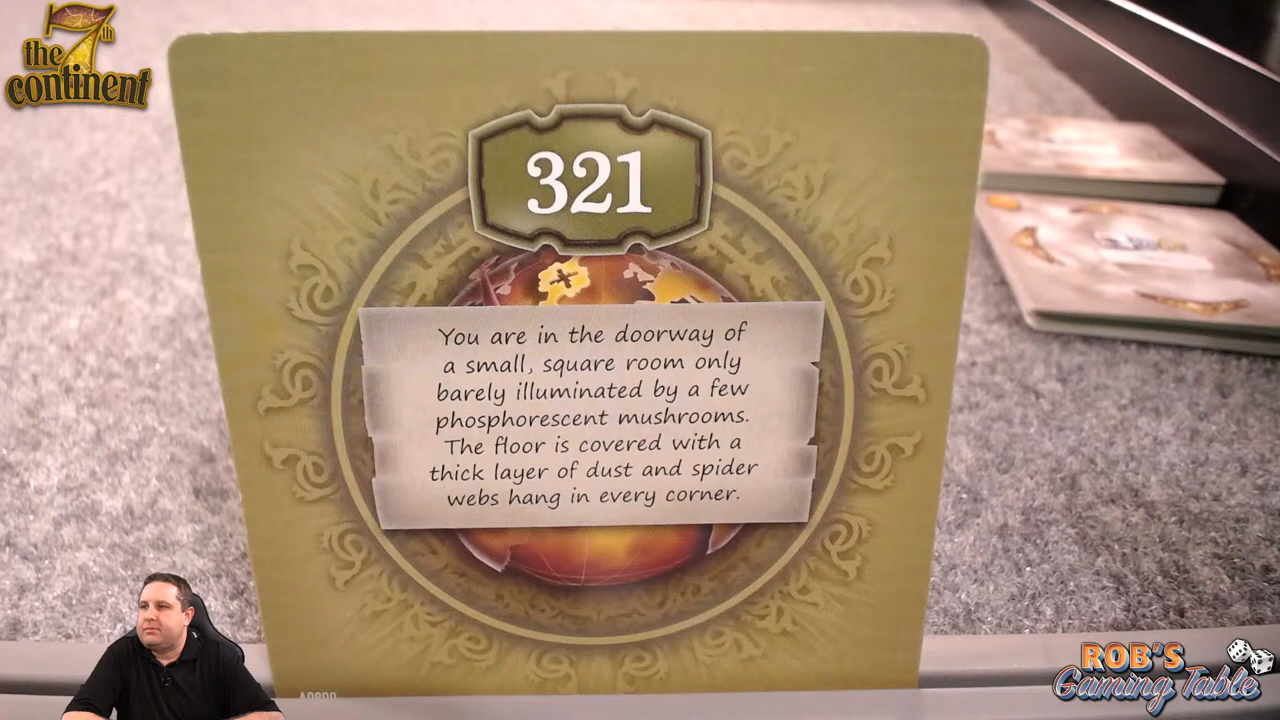 the
7th
continent
321
You are in the doorway of
a small, square room only
barely illuminated by a few
phosphorescent mushrooms.
The floor is covered with a
thick layer of dust and spider
webs hang in every corner.
ROB'S
Gaming Table